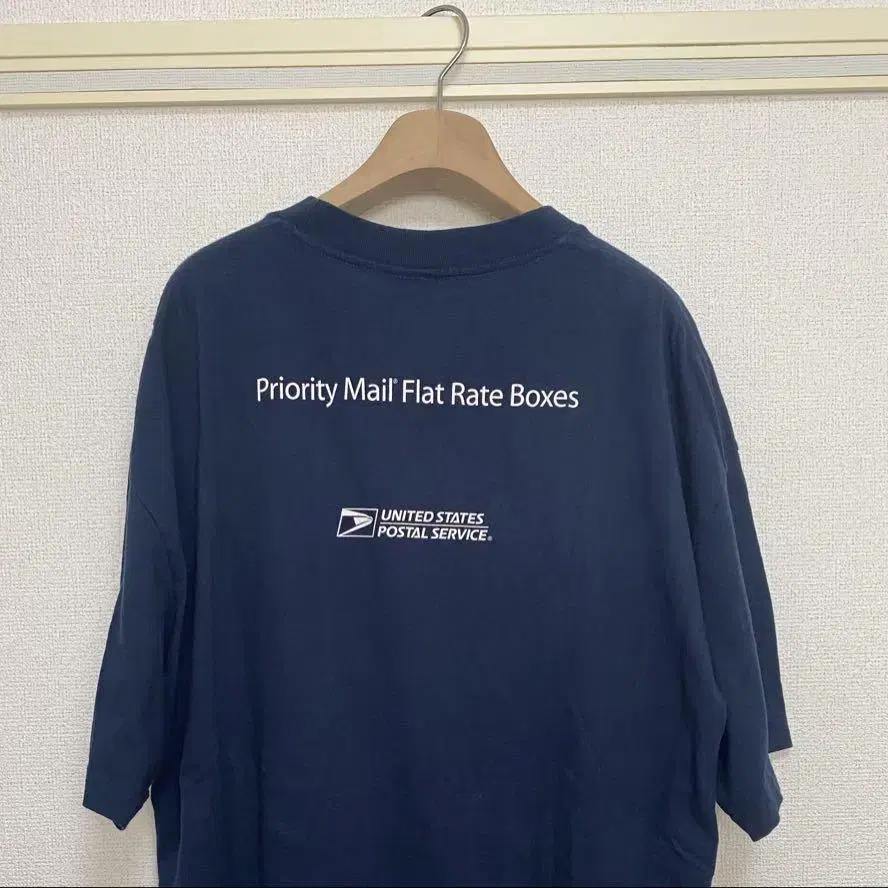 Priority Mail® Flat Rate Boxes
UNITED STATES
POSTAL SERVICE®